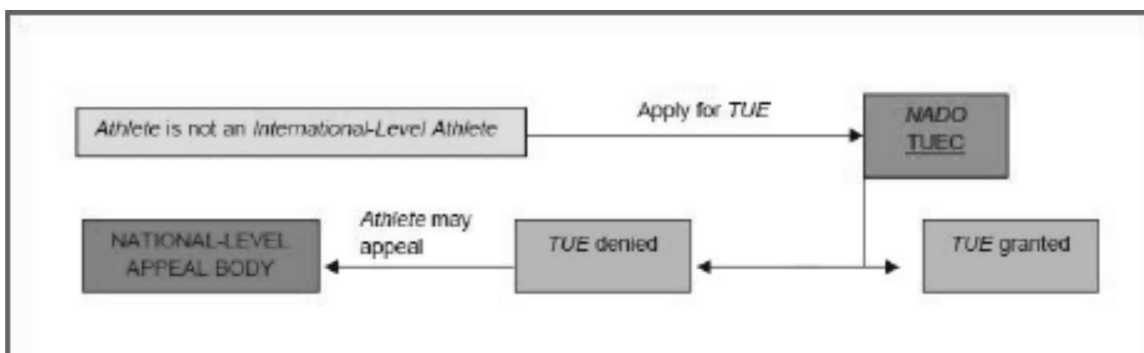 Athlete is not an International-Level Athlete
Apply for TUE
NADO
TUEC
NATIONAL-LEVEL
APPEAL BODY
Athlete may
appeal
TUE denied
TUE granted